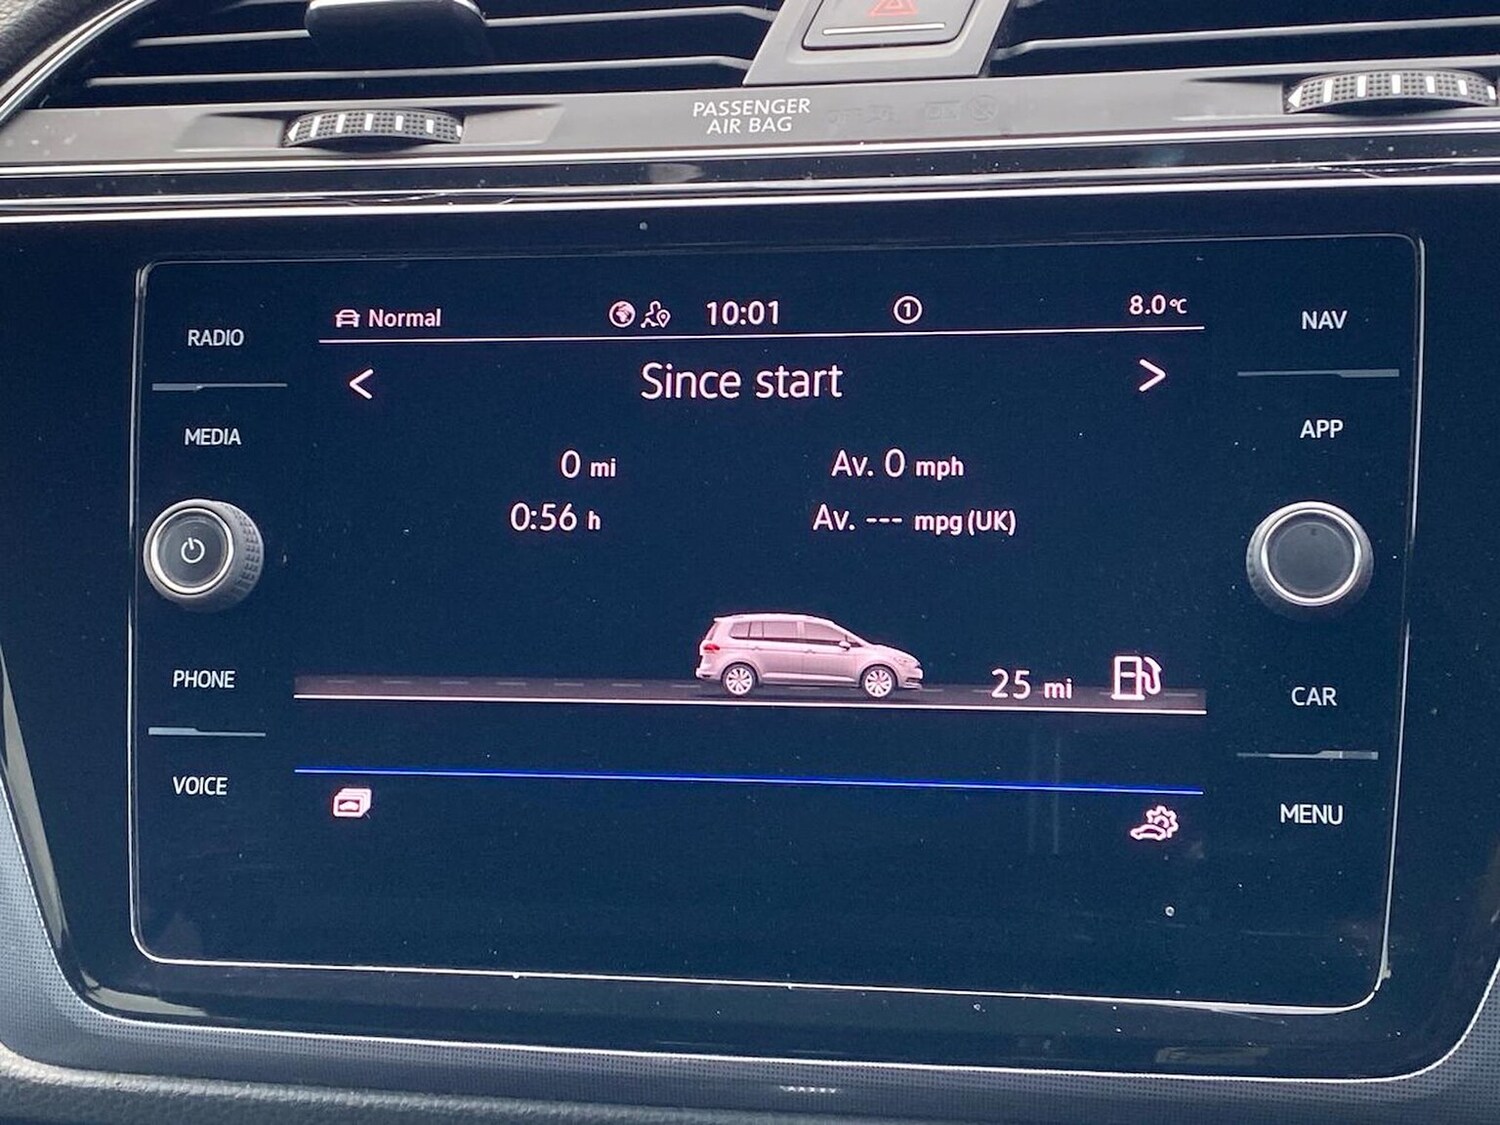 PASSENGER
AIR BAG
Normal
10:01
1
8.0°C
< Since start >
0 mi
Av. 0 mph
0:56 h
Av. --- mpg (UK)
25 mi
RADIO
MEDIA
PHONE
VOICE
NAV
APP
CAR
MENU